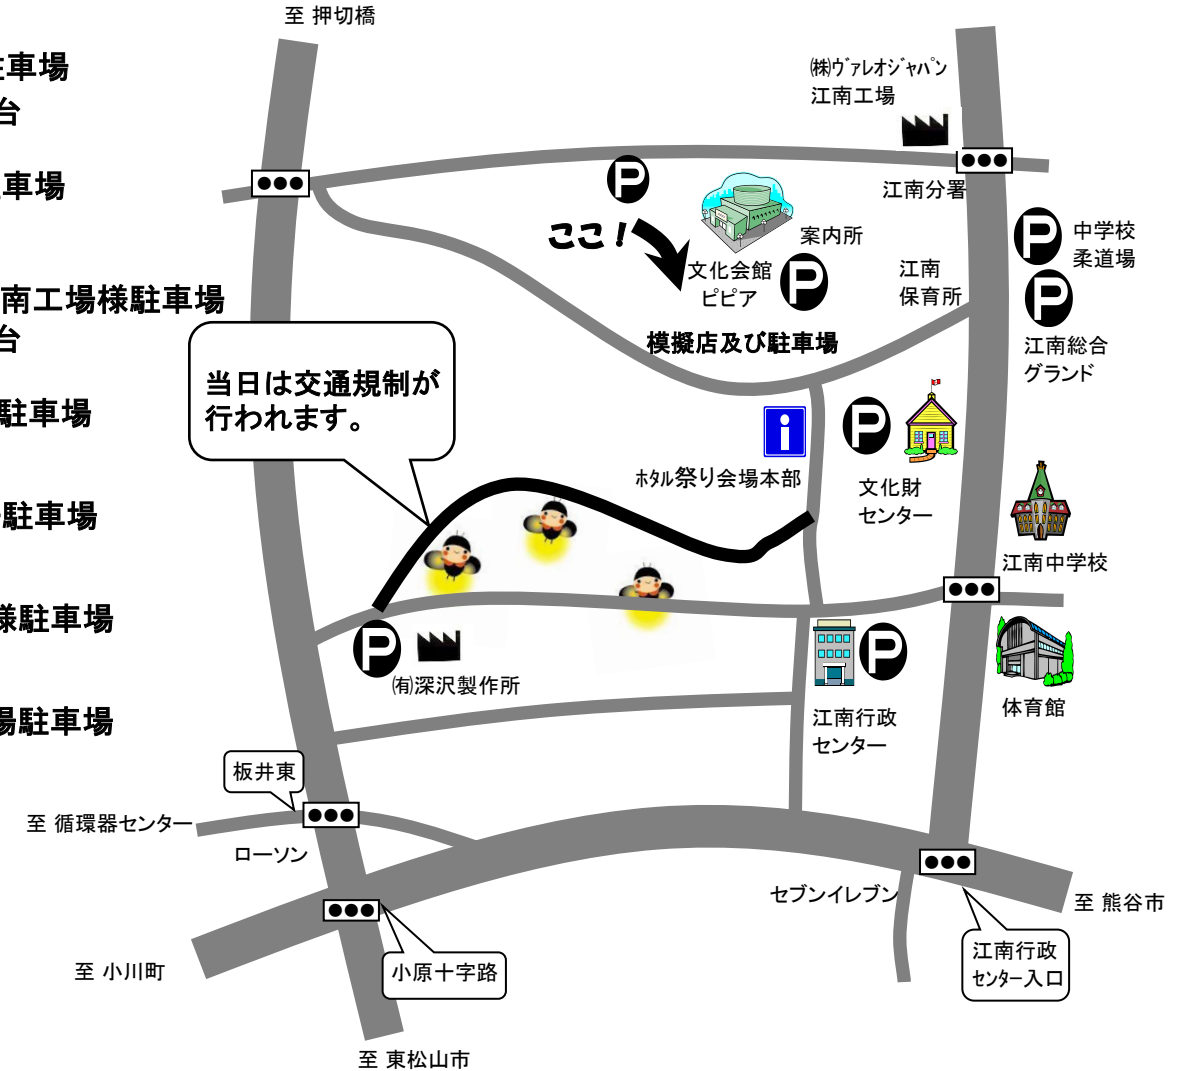 至 押切橋
車場
台
車場
南工場様駐車場
台
駐車場
駐車場
様駐車場
場駐車場
㈱ヴァレオジャパン
江南工場
江南分署
P
ここ！
案内所
文化会館
ピピア
P
模擬店及び駐車場
江南
保育所
P
中学校
柔道場
P
江南総合
グランド
当日は交通規制が
行われます。
i
ホタル祭り会場本部
P
文化財
センター
江南中学校
P
㈲深沢製作所
P
江南行政
センター
体育館
板井東
至 循環器センター
ローソン
セブンイレブン
至 熊谷市
至 小川町
小原十字路
江南行政
センター入口
至 東松山市